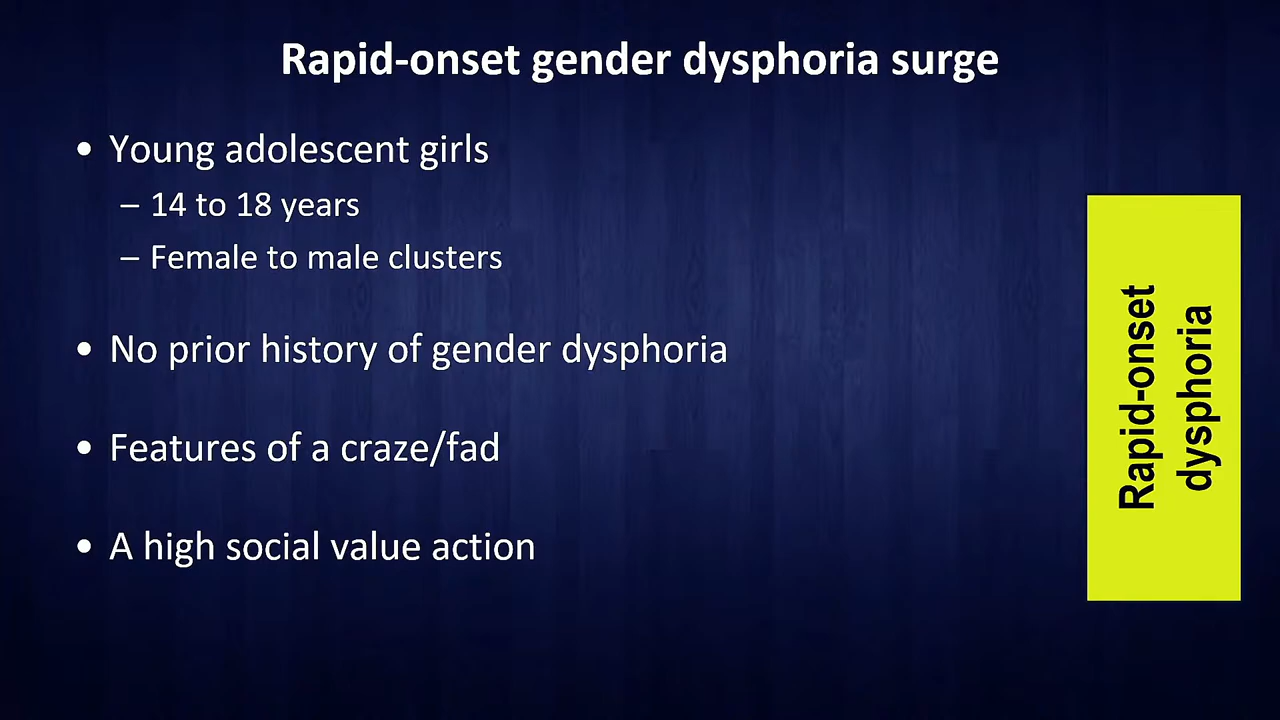 Rapid-onset gender dysphoria surge
• Young adolescent girls
– 14 to 18 years
– Female to male clusters
• No prior history of gender dysphoria
• Features of a craze/fad
• A high social value action
Rapid-onset
dysphoria